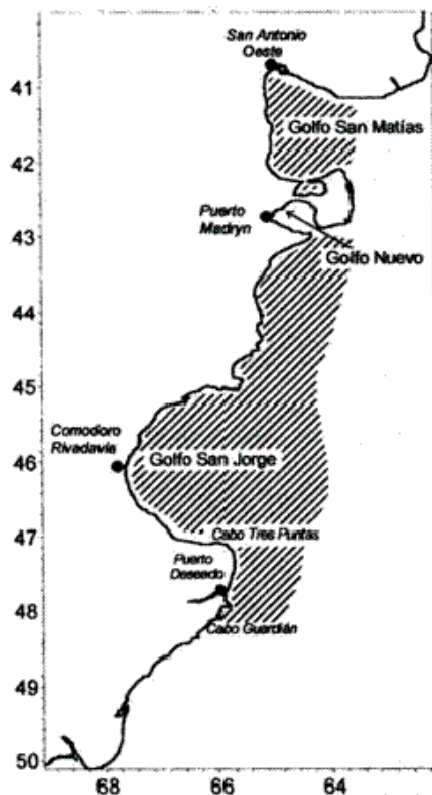 San Antonio
Oeste
41
Golfo San Matías
42
Puerto
Madryn
43
Golfo Nuevo
44
45
Comodoro
Rivadavia
46
Golfo San Jorge
47
Cabo Tres Puntas
Puerto
Deseado
48
Cabo Guardián
49
50
68
66
64